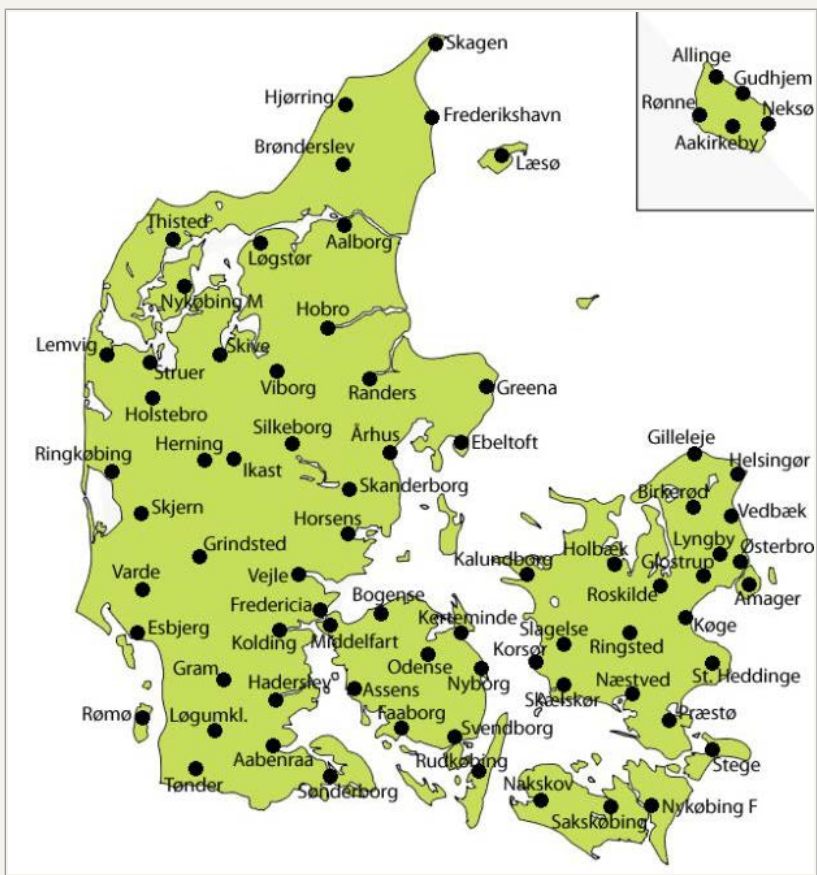 Skagen
Allinge
Gudhjem
Hjørring
Rønne
Neksø
Frederikshavn
Aakirkeby
Brønderslev
Læsø
Thisted
Aalborg
Løgstør
Nykøbing M
Hobro
Lemvig
Skive
Struer
Viborg
Randers
Greena
Holstebro
Silkeborg
Århus
Ebeltoft
Gilleleje
Herning
Ringkøbing
Ikast
Helsingør
Skanderborg
Birkerød
Skjern
Vedbæk
Horsens
Lyngby
Grindsted
Holbæk
Østerbro
Kalundborg
Glostrup
Vejle
Varde
Roskilde
Amager
Bogense
Fredericia
Kerteminde
Køge
Esbjerg
Kolding
Middelfart
Slagelse
Ringsted
Korsør
Odense
Gram
Nyborg
St. Heddinge
Haderslev
Assens
Næstved
Skælskør
Rømø
Løgumkl.
Faaborg
Svendborg
Præstø
Aabenraa
Rudkøbing
Stege
Tønder
Sønderborg
Nakskov
Sakskøbing
Nykøbing F